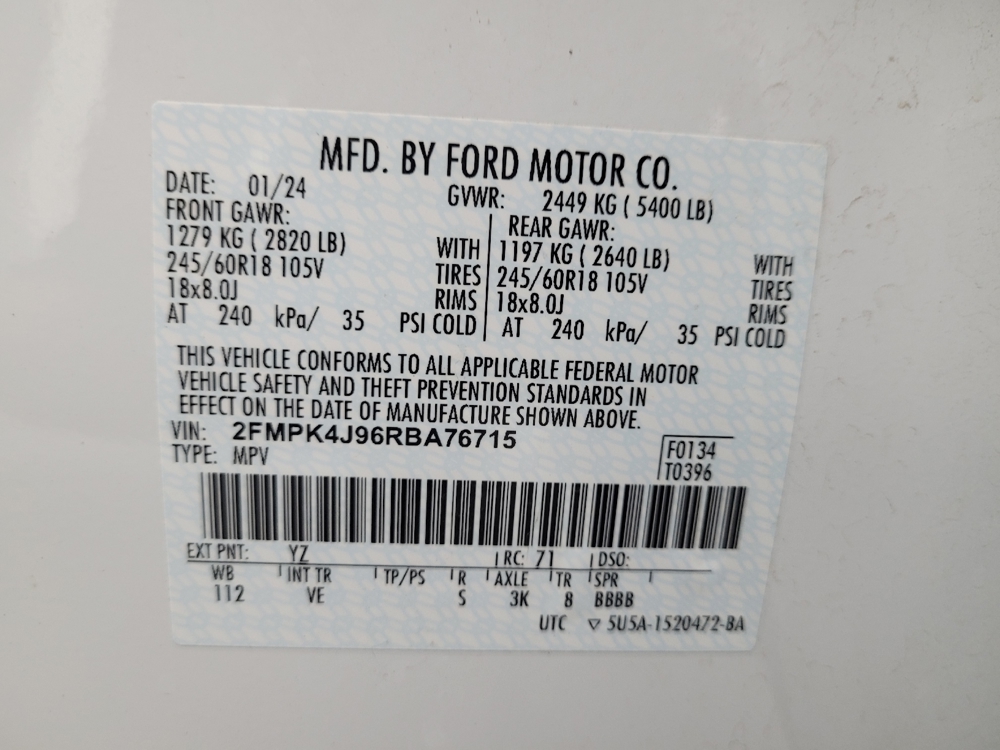 MFD. BY FORD MOTOR CO.
DATE: 01/24 GVWR: 2449 KG ( 5400 LB)
FRONT GAWR: REAR GAWR:
1279 KG ( 2820 LB) WITH 1197 KG ( 2640 LB) WITH
245/60R18 105V TIRES 245/60R18 105V TIRES
18x8.0J RIMS 18x8.0J RIMS
AT 240 kPa/ 35 PSI COLD AT 240 kPa/ 35 PSI COLD
THIS VEHICLE CONFORMS TO ALL APPLICABLE FEDERAL MOTOR
VEHICLE SAFETY AND THEFT PREVENTION STANDARDS IN
EFFECT ON THE DATE OF MANUFACTURE SHOWN ABOVE.
VIN: 2FMPK4J96RBA76715 F0134
TYPE: MPV T0396
EXT PNT: YZ RC: 71 DSO:
WB INT TR TP/PS R AXLE TR SPR
112 VE S 3K 8 BBBB
UTC ▽ 5U5A-1520472-BA